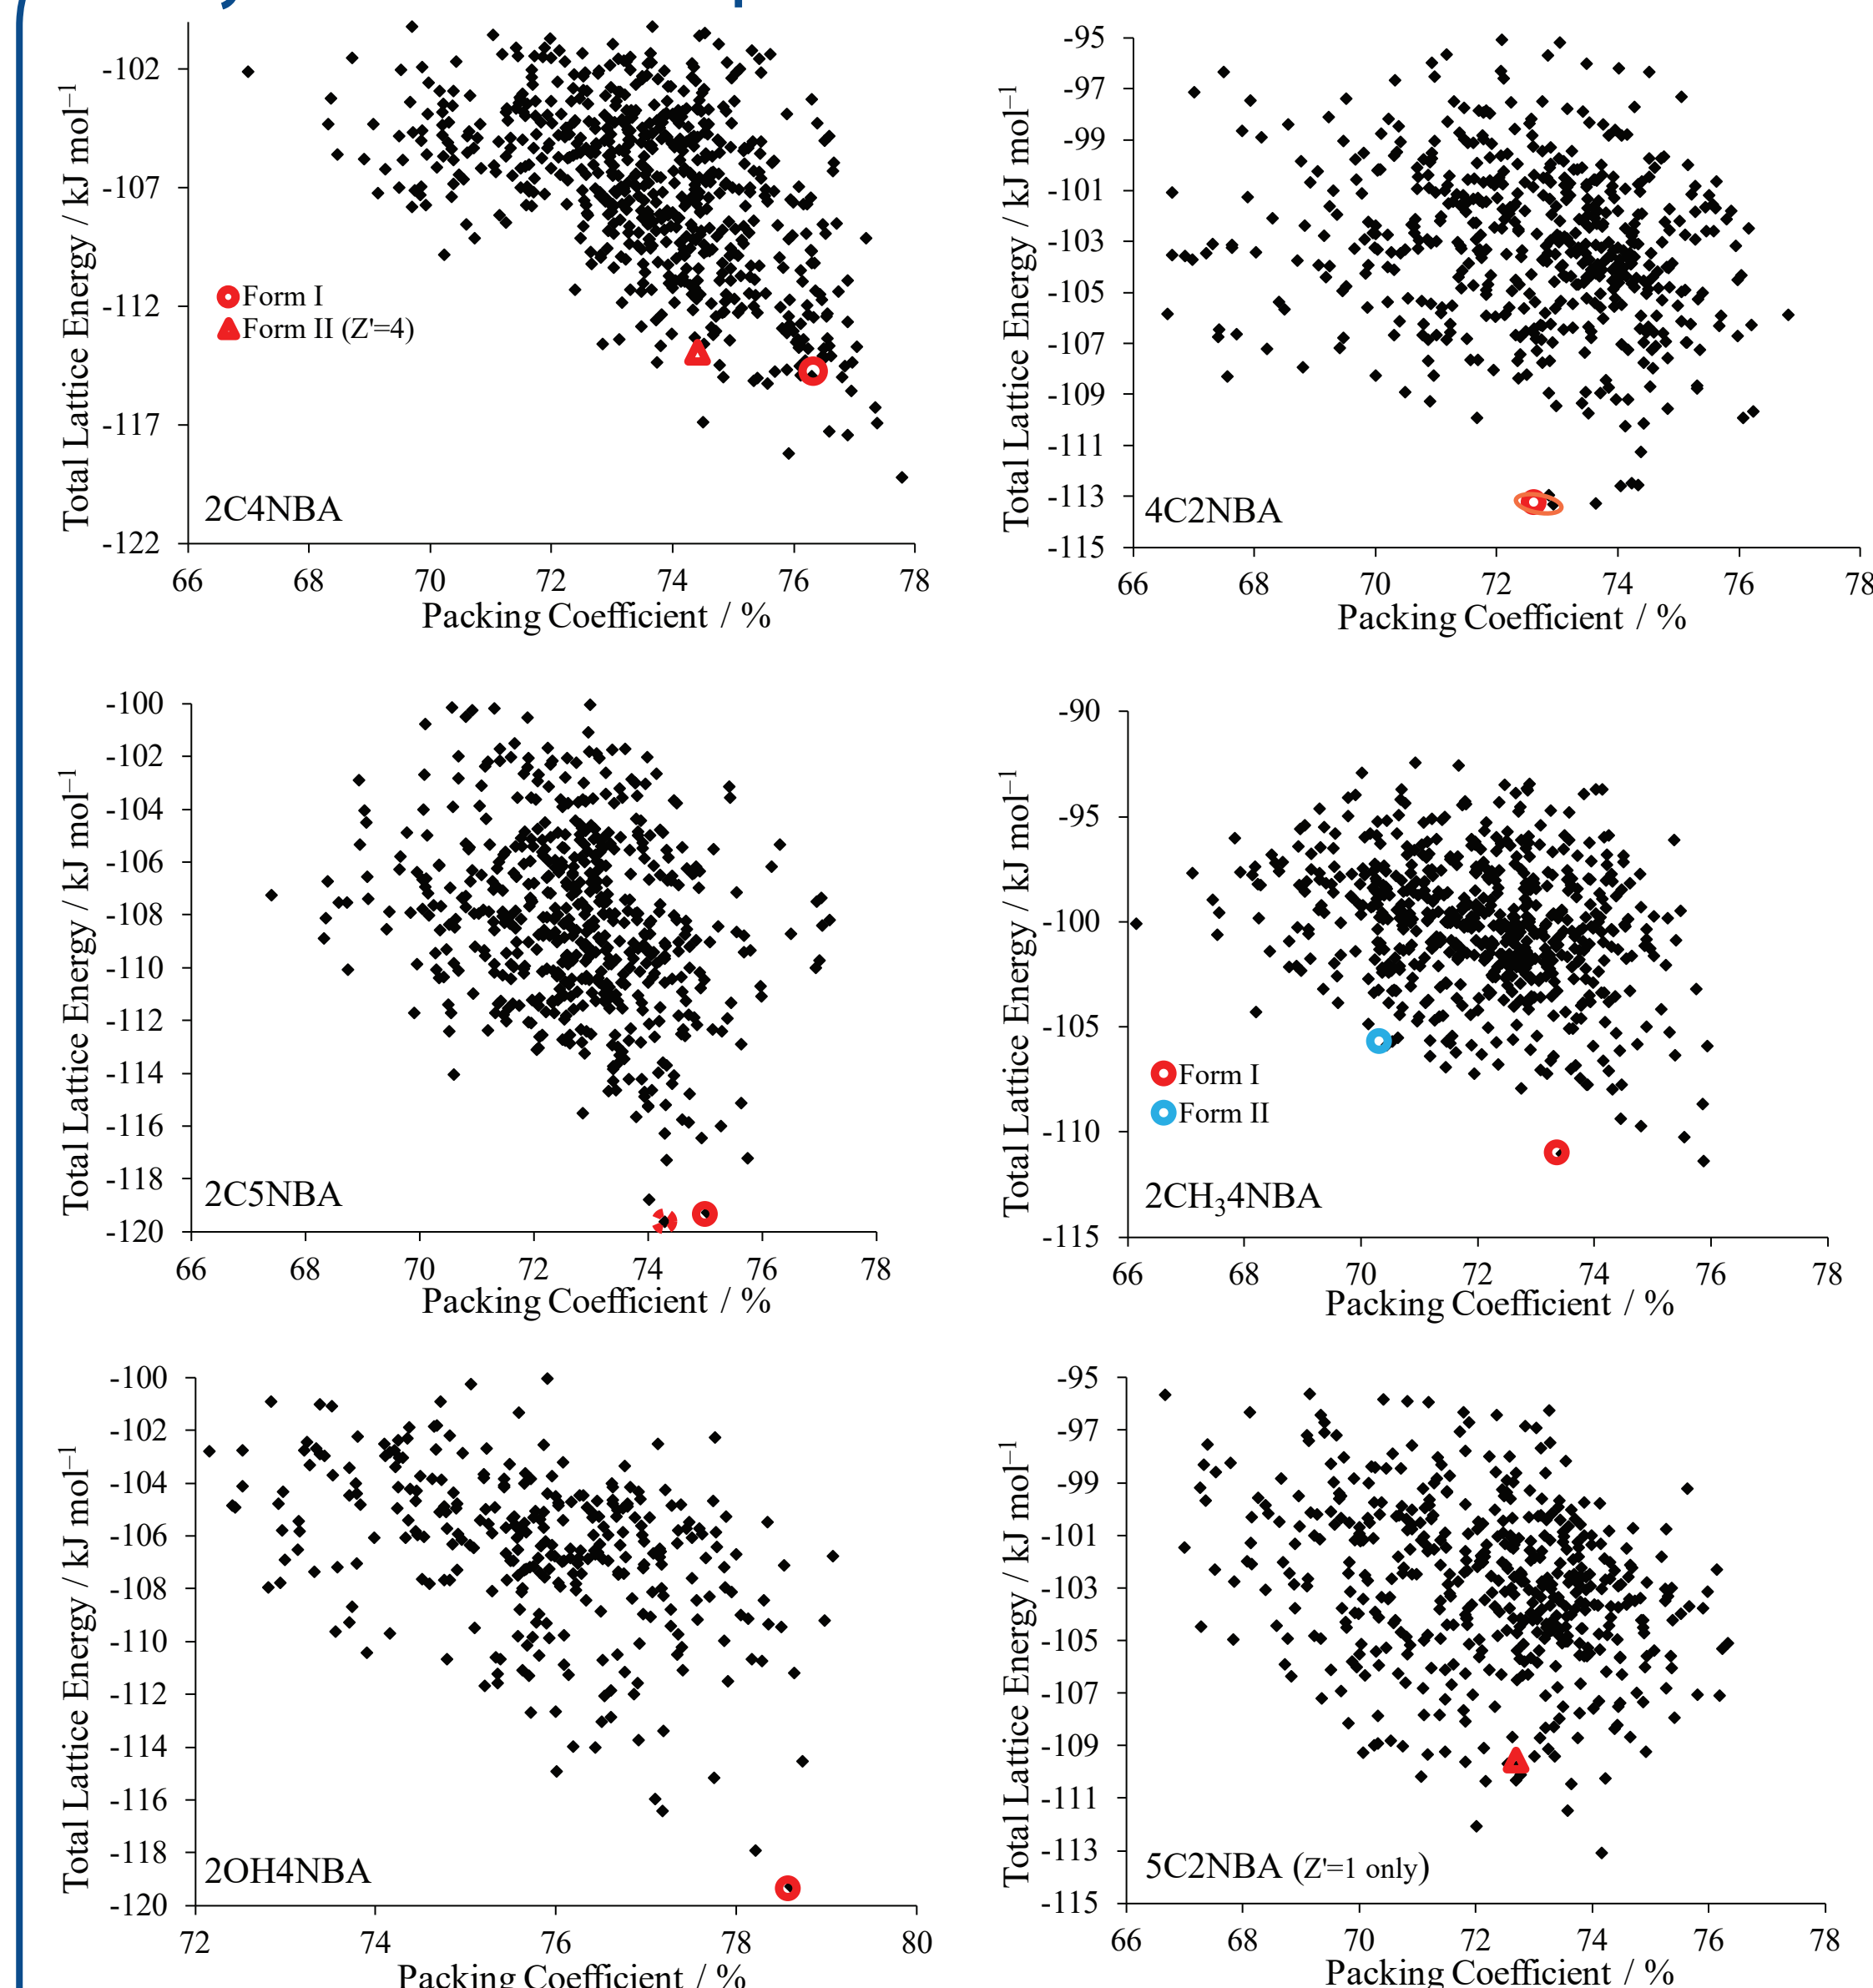 Total Lattice Energy / kJ mol⁻¹
-102
-107
-112
-117
-122
Form I
Form II (Z'=4)
2C4NBA
66 68 70 72 74 76 78
Packing Coefficient / %
Total Lattice Energy / kJ mol⁻¹
-95
-97
-99
-101
-103
-105
-107
-109
-111
-113
-115
4C2NBA
66 68 70 72 74 76 78
Packing Coefficient / %
Total Lattice Energy / kJ mol⁻¹
-100
-102
-104
-106
-108
-110
-112
-114
-116
-118
-120
2C5NBA
66 68 70 72 74 76 78
Packing Coefficient / %
Total Lattice Energy / kJ mol⁻¹
-90
-95
-100
-105
-110
-115
Form I
Form II
2CH₃4NBA
66 68 70 72 74 76 78
Packing Coefficient / %
Total Lattice Energy / kJ mol⁻¹
-100
-102
-104
-106
-108
-110
-112
-114
-116
-118
-120
2OH4NBA
72 74 76 78 80
Packing Coefficient / %
Total Lattice Energy / kJ mol⁻¹
-95
-97
-99
-101
-103
-105
-107
-109
-111
-113
-115
5C2NBA (Z'=1 only)
66 68 70 72 74 76 78
Packing Coefficient / %